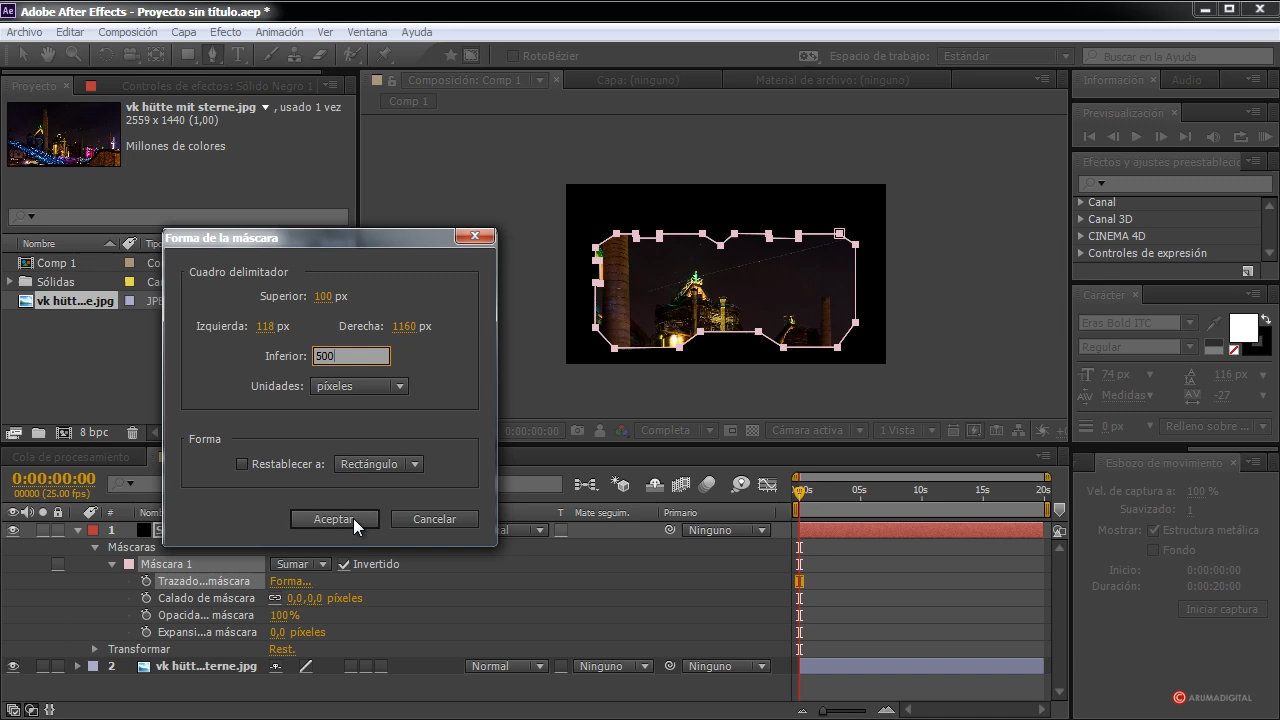 Ae Adobe After Effects - Proyecto sin título.aep *
Archivo Editar Composición Capa Efecto Animación Ver Ventana Ayuda
RotoBézier Espacio de trabajo: Estándar Buscar en la Ayuda
Proyecto Controles de efectos: Sólido Negro 1 Composición: Comp 1 Capa: (ninguno) Material de archivo: (ninguno) Información Audio
vk hütte mit sterne.jpg , usado 1 vez
2559 x 1440 (1,00)
Millones de colores
Comp 1
Previsualización
Efectos y ajustes preestablecic
Canal
Canal 3D
CINEMA 4D
Controles de expresión
Nombre Tip
Comp 1 Co
Sólidas Ca
vk hütt...e.jpg JPE
8 bpc
Forma de la máscara
Cuadro delimitador
Superior: 100 px
Izquierda: 118 px Derecha: 1160 px
Inferior: 500
Unidades: píxeles
Forma
Restablecer a: Rectángulo
Aceptar Cancelar
0:00:00:00 Completa Cámara activa 1 Vista +0
Carácter
Eras Bold ITC
Regular
74 px 116 px
Medidas -27
0 px Relleno sobre ...
Cola de procesamiento
0:00:00:00
00000 (25.00 fps)
00s 05s 10s 15s 20s
# Nomb T Mate seguim. Primario
1 S al Ninguno
Máscaras
Máscara 1 Sumar Invertido
Trazado...máscara Forma...
Calado de máscara 0,0,0,0 píxeles
Opacida... máscara 100%
Expansi...a máscara 0,0 píxeles
Transformar Rest.
2 vk hütt...terne.jpg Normal Ninguno Ninguno
Esbozo de movimiento
Vel. de captura a: 100 %
Suavizado: 1
Mostrar: Estructura metálica
Fondo
Inicio: 0:00:00:00
Duración: 0:00:20:00
Iniciar captura
C ARUMADIGITAL